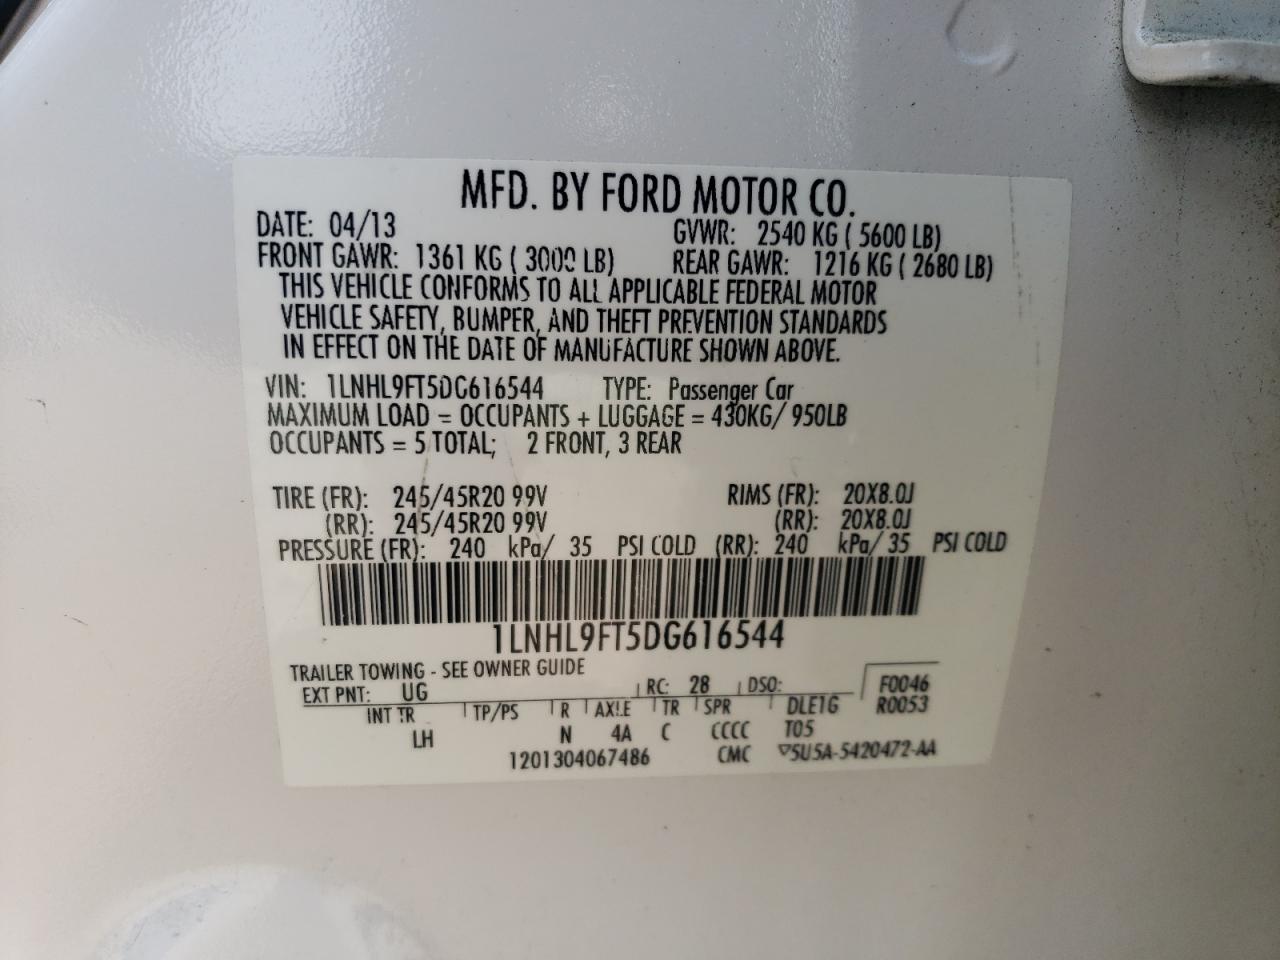 MFD. BY FORD MOTOR CO.
DATE: 04/13 GVWR: 2540 KG ( 5600 LB)
FRONT GAWR: 1361 KG ( 3000 LB) REAR GAWR: 1216 KG ( 2680 LB)
THIS VEHICLE CONFORMS TO ALL APPLICABLE FEDERAL MOTOR
VEHICLE SAFETY, BUMPER, AND THEFT PREVENTION STANDARDS
IN EFFECT ON THE DATE OF MANUFACTURE SHOWN ABOVE.
VIN: 1LNHL9FT5DG616544 TYPE: Passenger Car
MAXIMUM LOAD = OCCUPANTS + LUGGAGE = 430KG/ 950LB
OCCUPANTS = 5 TOTAL; 2 FRONT, 3 REAR
TIRE (FR): 245/45R20 99V RIMS (FR): 20X8.0J
(RR): 245/45R20 99V (RR): 20X8.0J
PRESSURE (FR): 240 kPa/ 35 PSI COLD (RR): 240 kPa/ 35 PSI COLD
1LNHL9FT5DG616544
TRAILER TOWING - SEE OWNER GUIDE
EXT PNT: UG RC: 28 DSO: F0046
INT TR TP/PS R AXLE TR SPR DLE1G R0053
LH N 4A C CCCC T05
1201304067486 CMC ▽5U5A-5420472-AA